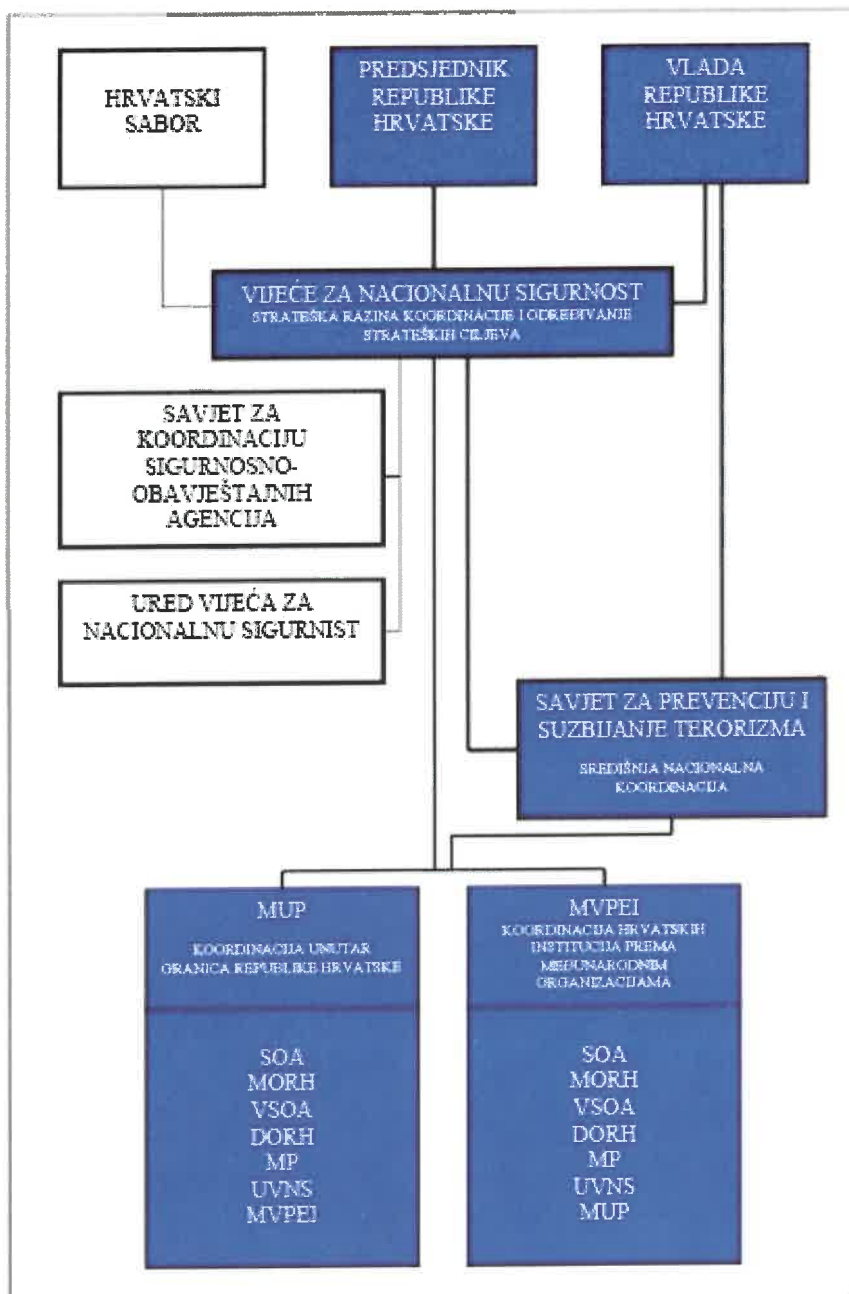 HRVATSKI
SABOR
PREDSJEDNIK
REPUBLIKE
HRVATSKE
VLADA
REPUBLIKE
HRVATSKE
VIJEĆE ZA NACIONALNU SIGURNOST
STRATEŠKA RAZINA KOORDINACIJE I ODREĐIVANJE
STRATEŠKIH CILJEVA
SAVJET ZA
KOORDINACIJU
SIGURNOSNO-
OBAVJEŠTAJNIH
AGENCIJA
URED VIJEĆA ZA
NACIONALNU SIGURNIST
SAVJET ZA PREVENCIJU I
SUZBIJANJE TERORIZMA
SREDIŠNJA NACIONALNA
KOORDINACIJA
MUP
KOORDINACIJA UNUTAR
GRANICA REPUBLIKE HRVATSKE
SOA
MORH
VSOA
DORH
MP
UVNS
MVPEI
MVPEI
KOORDINACIJA HRVATSKIH
INSTITUCIJA PREMA
MEĐUNARODNIM
ORGANIZACIJAMA
SOA
MORH
VSOA
DORH
MP
UVNS
MUP